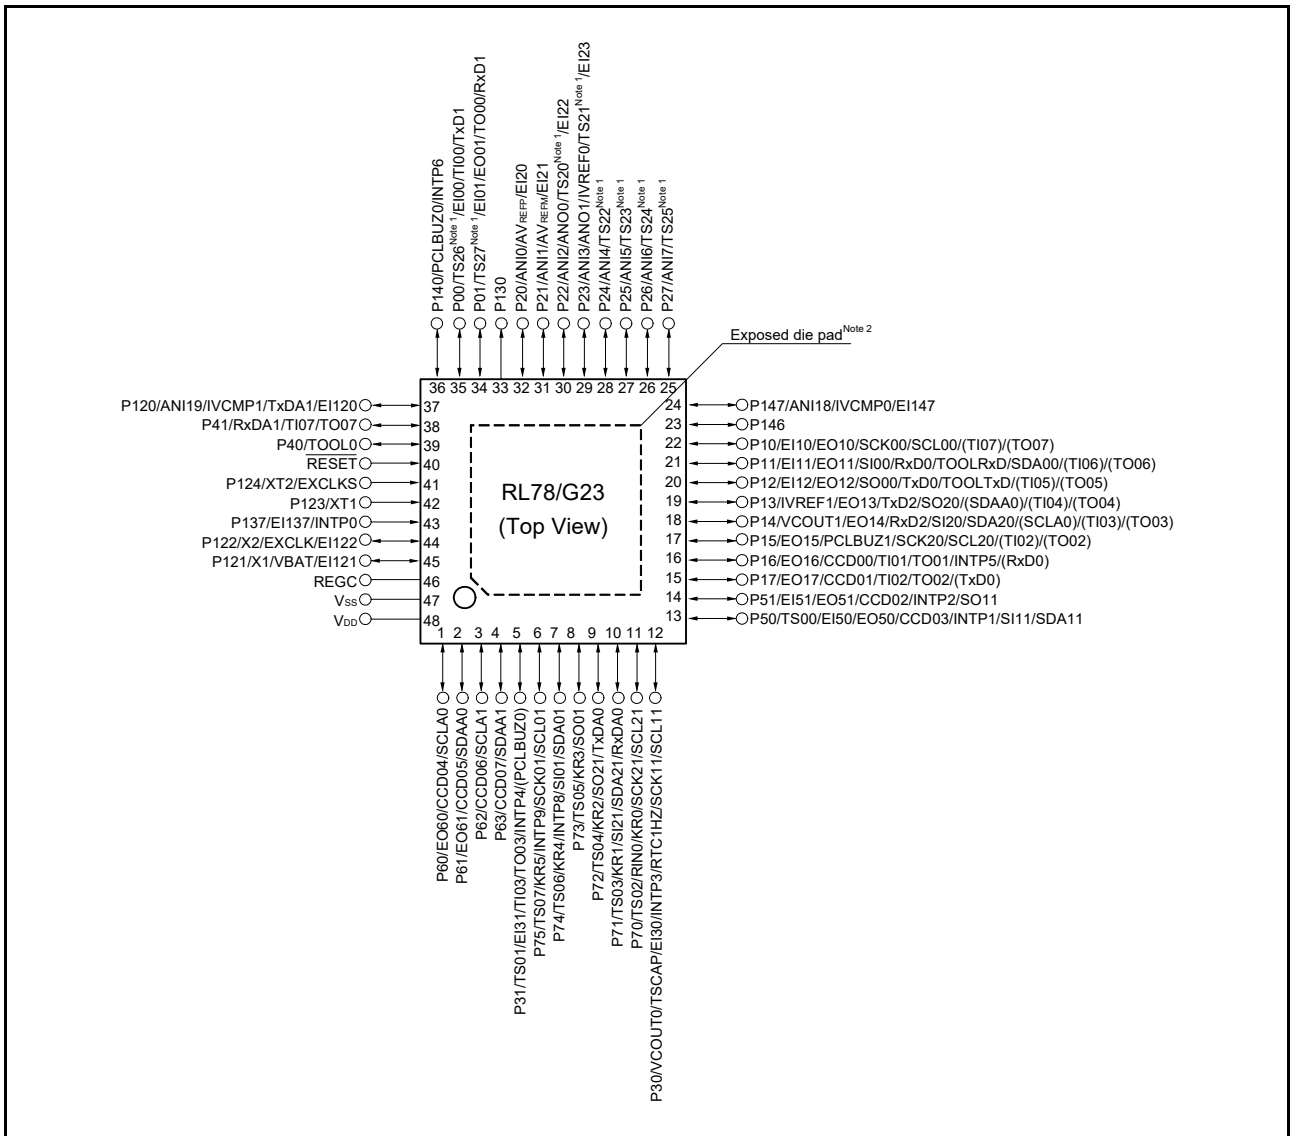 P140/PCLBUZ0/INTP6
P00/TS26Note 1/EI00/TI00/TxD1
P01/TS27Note 1/EI01/EO01/TO00/RxD1
P130
P20/ANI0/AVREFP/EI20
P21/ANI1/AVREFM/EI21
P22/ANI2/ANO0/TS20Note 1/EI22
P23/ANI3/ANO1/IVREF0/TS21Note 1/EI23
P24/ANI4/TS22Note 1
P25/ANI5/TS23Note 1
P26/ANI6/TS24Note 1
P27/ANI7/TS25Note 1
Exposed die padNote 2
36 35 34 33 32 31 30 29 28 27 26 25
P120/ANI19/IVCMP1/TxDA1/EI120 37
P41/RxDA1/TI07/TO07 38
P40/TOOL0 39
RESET 40
P124/XT2/EXCLKS 41
P123/XT1 42
P137/EI137/INTP0 43
P122/X2/EXCLK/EI122 44
P121/X1/VBAT/EI121 45
REGC 46
VSS 47
VDD 48
RL78/G23
(Top View)
24 P147/ANI18/IVCMP0/EI147
23 P146
22 P10/EI10/EO10/SCK00/SCL00/(TI07)/(TO07)
21 P11/EI11/EO11/SI00/RxD0/TOOLRxD/SDA00/(TI06)/(TO06)
20 P12/EI12/EO12/SO00/TxD0/TOOLTxD/(TI05)/(TO05)
19 P13/IVREF1/EO13/TxD2/SO20/(SDAA0)/(TI04)/(TO04)
18 P14/VCOUT1/EO14/RxD2/SI20/SDA20/(SCLA0)/(TI03)/(TO03)
17 P15/EO15/PCLBUZ1/SCK20/SCL20/(TI02)/(TO02)
16 P16/EO16/CCD00/TI01/TO01/INTP5/(RxD0)
15 P17/EO17/CCD01/TI02/TO02/(TxD0)
14 P51/EI51/EO51/CCD02/INTP2/SO11
13 P50/TS00/EI50/EO50/CCD03/INTP1/SI11/SDA11
1 2 3 4 5 6 7 8 9 10 11 12
P60/EO60/CCD04/SCLA0
P61/EO61/CCD05/SDAA0
P62/CCD06/SCLA1
P63/CCD07/SDAA1
P31/TS01/EI31/TI03/TO03/INTP4/(PCLBUZ0)
P75/TS07/KR5/INTP9/SCK01/SCL01
P74/TS06/KR4/INTP8/SI01/SDA01
P73/TS05/KR3/SO01
P72/TS04/KR2/SO21/TxDA0
P71/TS03/KR1/SI21/SDA21/RxDA0
P70/TS02/RIN0/KR0/SCK21/SCL21
P30/VCOUT0/TSCAP/EI30/INTP3/RTC1HZ/SCK11/SCL11